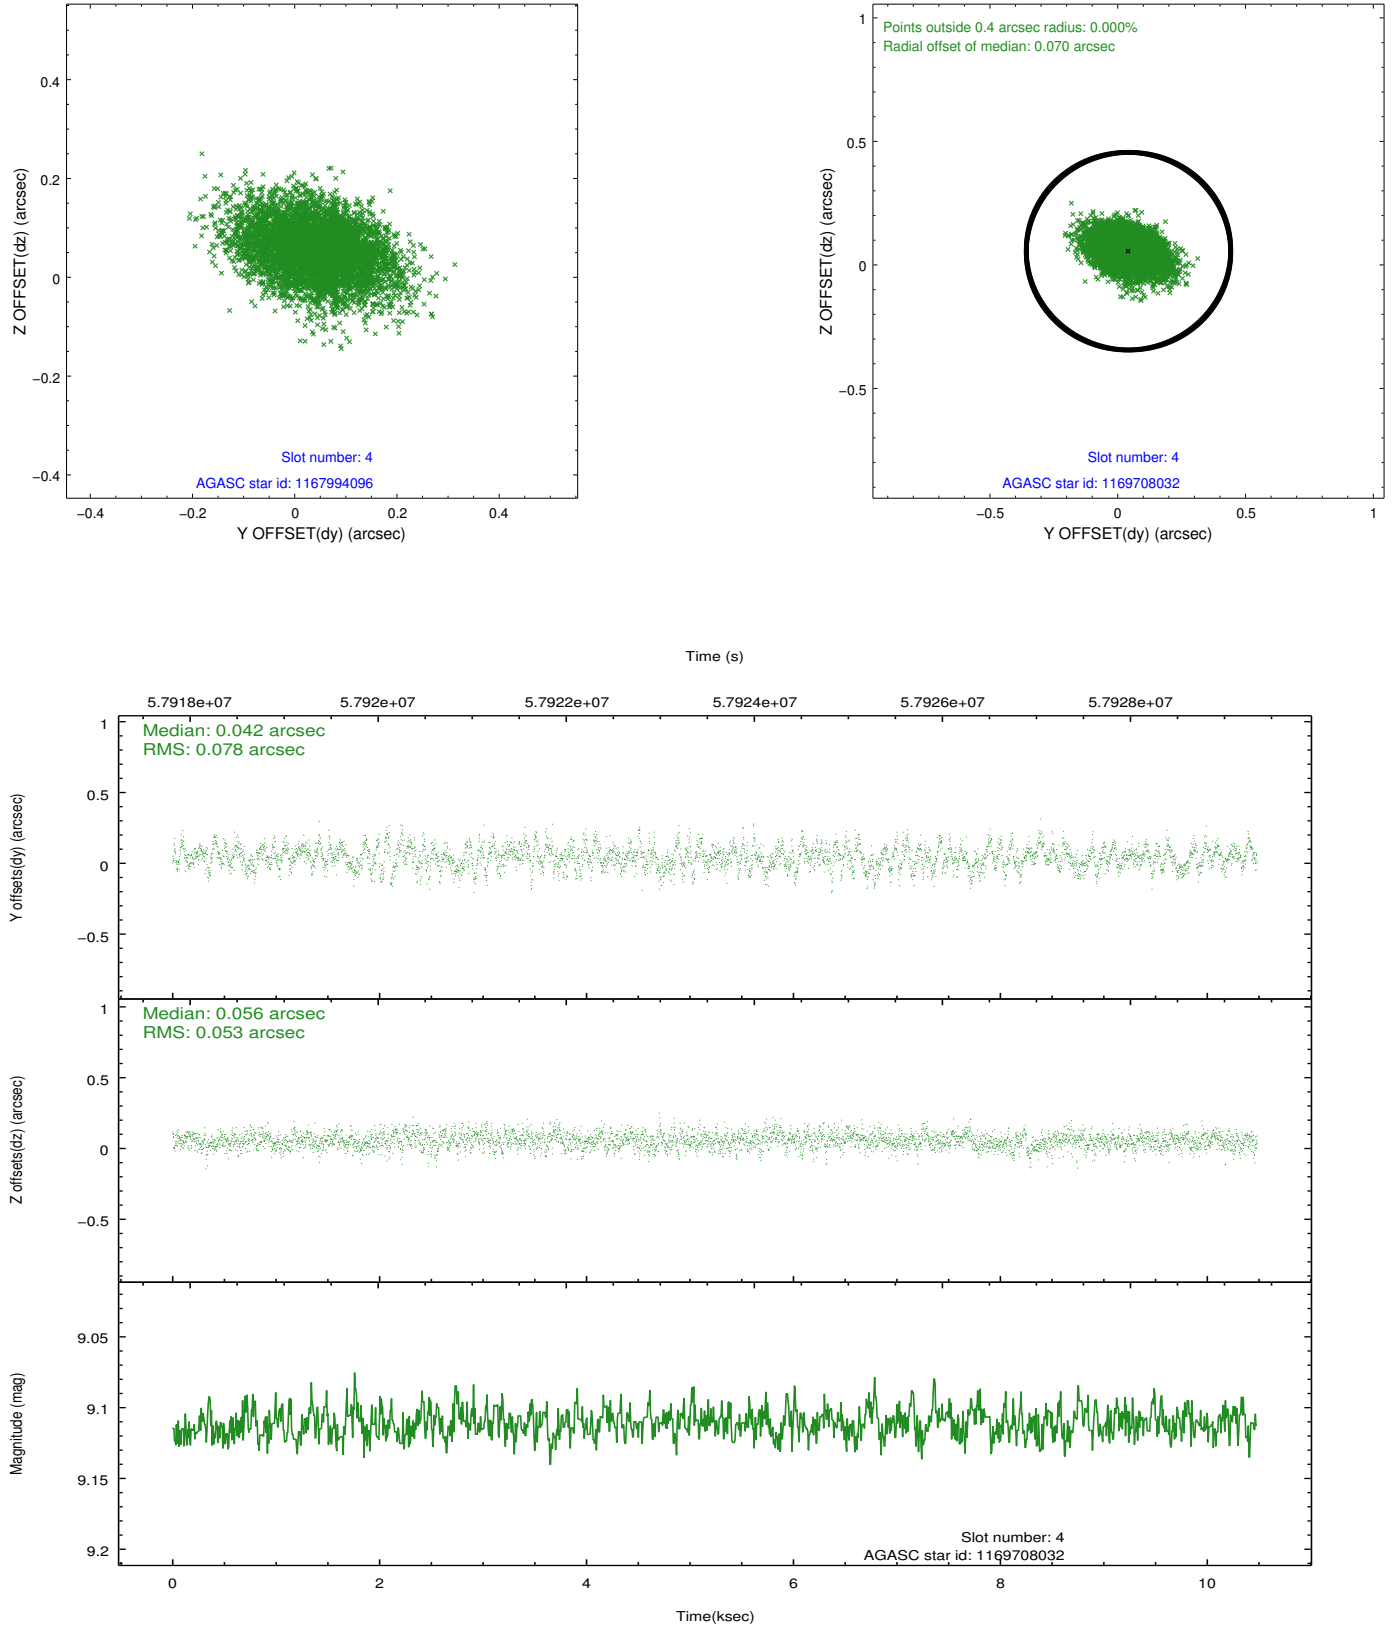 0.4
0.2
0
−0.2
−0.4
Z OFFSET(dz) (arcsec)
Slot number: 4
AGASC star id: 1167994096
−0.4 −0.2 0 0.2 0.4
Y OFFSET(dy) (arcsec)
Points outside 0.4 arcsec radius: 0.000%
Radial offset of median: 0.070 arcsec
1
0.5
0
−0.5
Z OFFSET(dz) (arcsec)
Slot number: 4
AGASC star id: 1169708032
−0.5 0 0.5 1
Y OFFSET(dy) (arcsec)
Time (s)
5.7918e+07 5.792e+07 5.7922e+07 5.7924e+07 5.7926e+07 5.7928e+07
Median: 0.042 arcsec
RMS: 0.078 arcsec
1
0.5
0
−0.5
Y offsets(dy) (arcsec)
Median: 0.056 arcsec
RMS: 0.053 arcsec
1
0.5
0
−0.5
Z offsets(dz) (arcsec)
9.05
9.1
9.15
9.2
Magnitude (mag)
Slot number: 4
AGASC star id: 1169708032
0 2 4 6 8 10
Time(ksec)